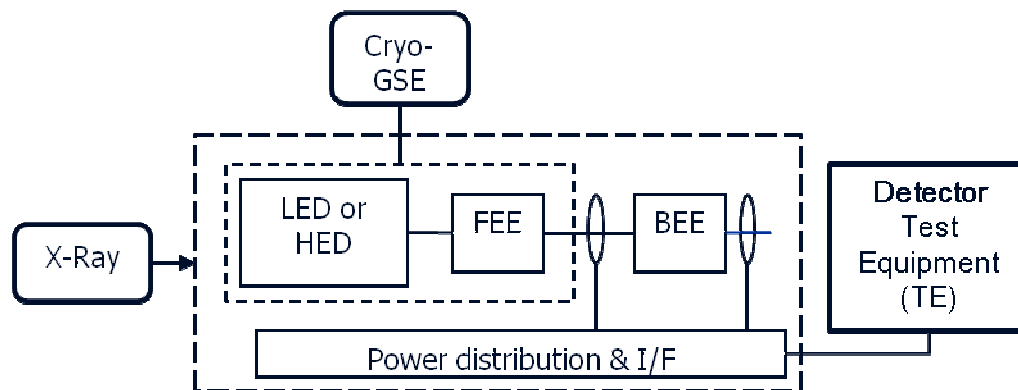 Cryo-
GSE
LED or
HED
FEE
BEE
X-Ray
Detector
Test
Equipment
(TE)
Power distribution & I/F